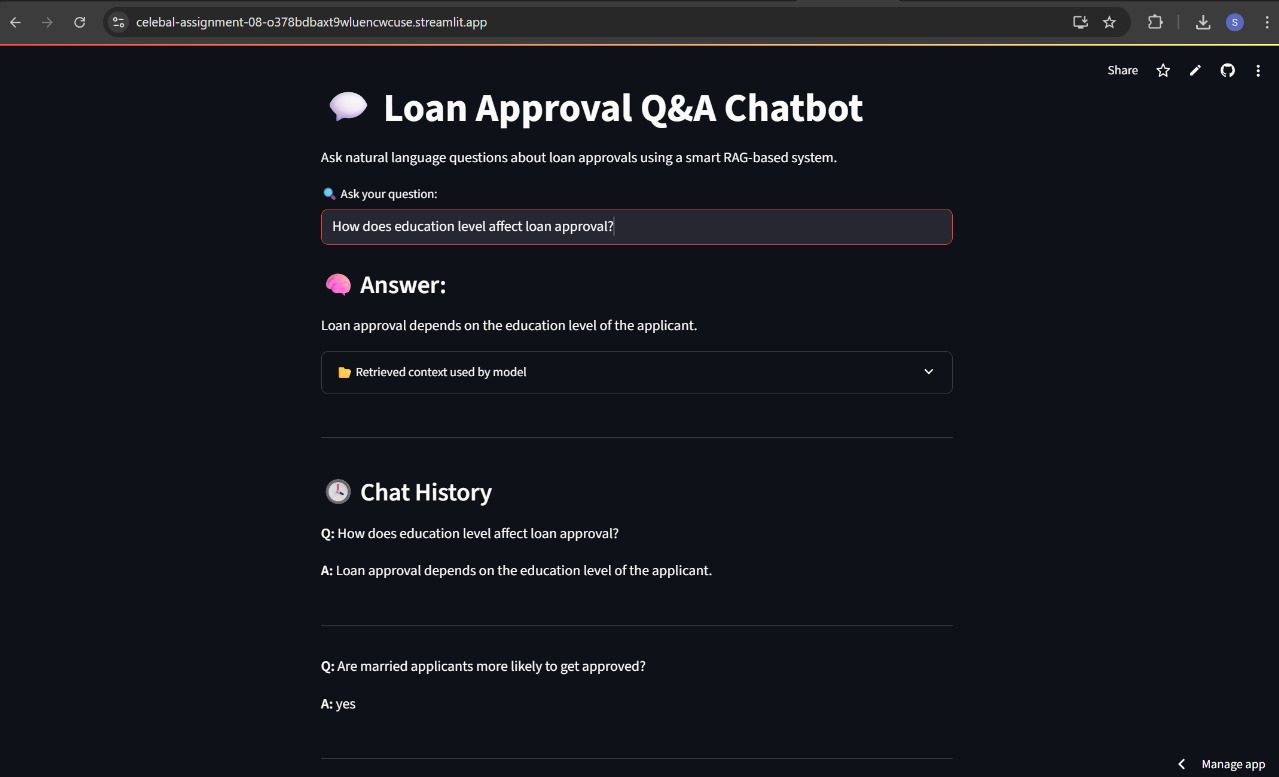 celebal-assignment-08-o378bdbaxt9wluencwcuse.streamlit.app
S
Share
Loan Approval Q&A Chatbot
Ask natural language questions about loan approvals using a smart RAG-based system.
Ask your question:
How does education level affect loan approval?
Answer:
Loan approval depends on the education level of the applicant.
Retrieved context used by model
Chat History
Q: How does education level affect loan approval?
A: Loan approval depends on the education level of the applicant.
Q: Are married applicants more likely to get approved?
A: yes
Manage app